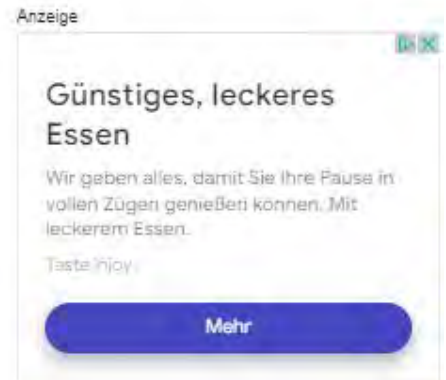 Anzeige
Günstiges, leckeres
Essen
Wir geben alles, damit Sie Ihre Pause in
vollen Zügen genießen können. Mit
leckerem Essen.
Taste
Mehr